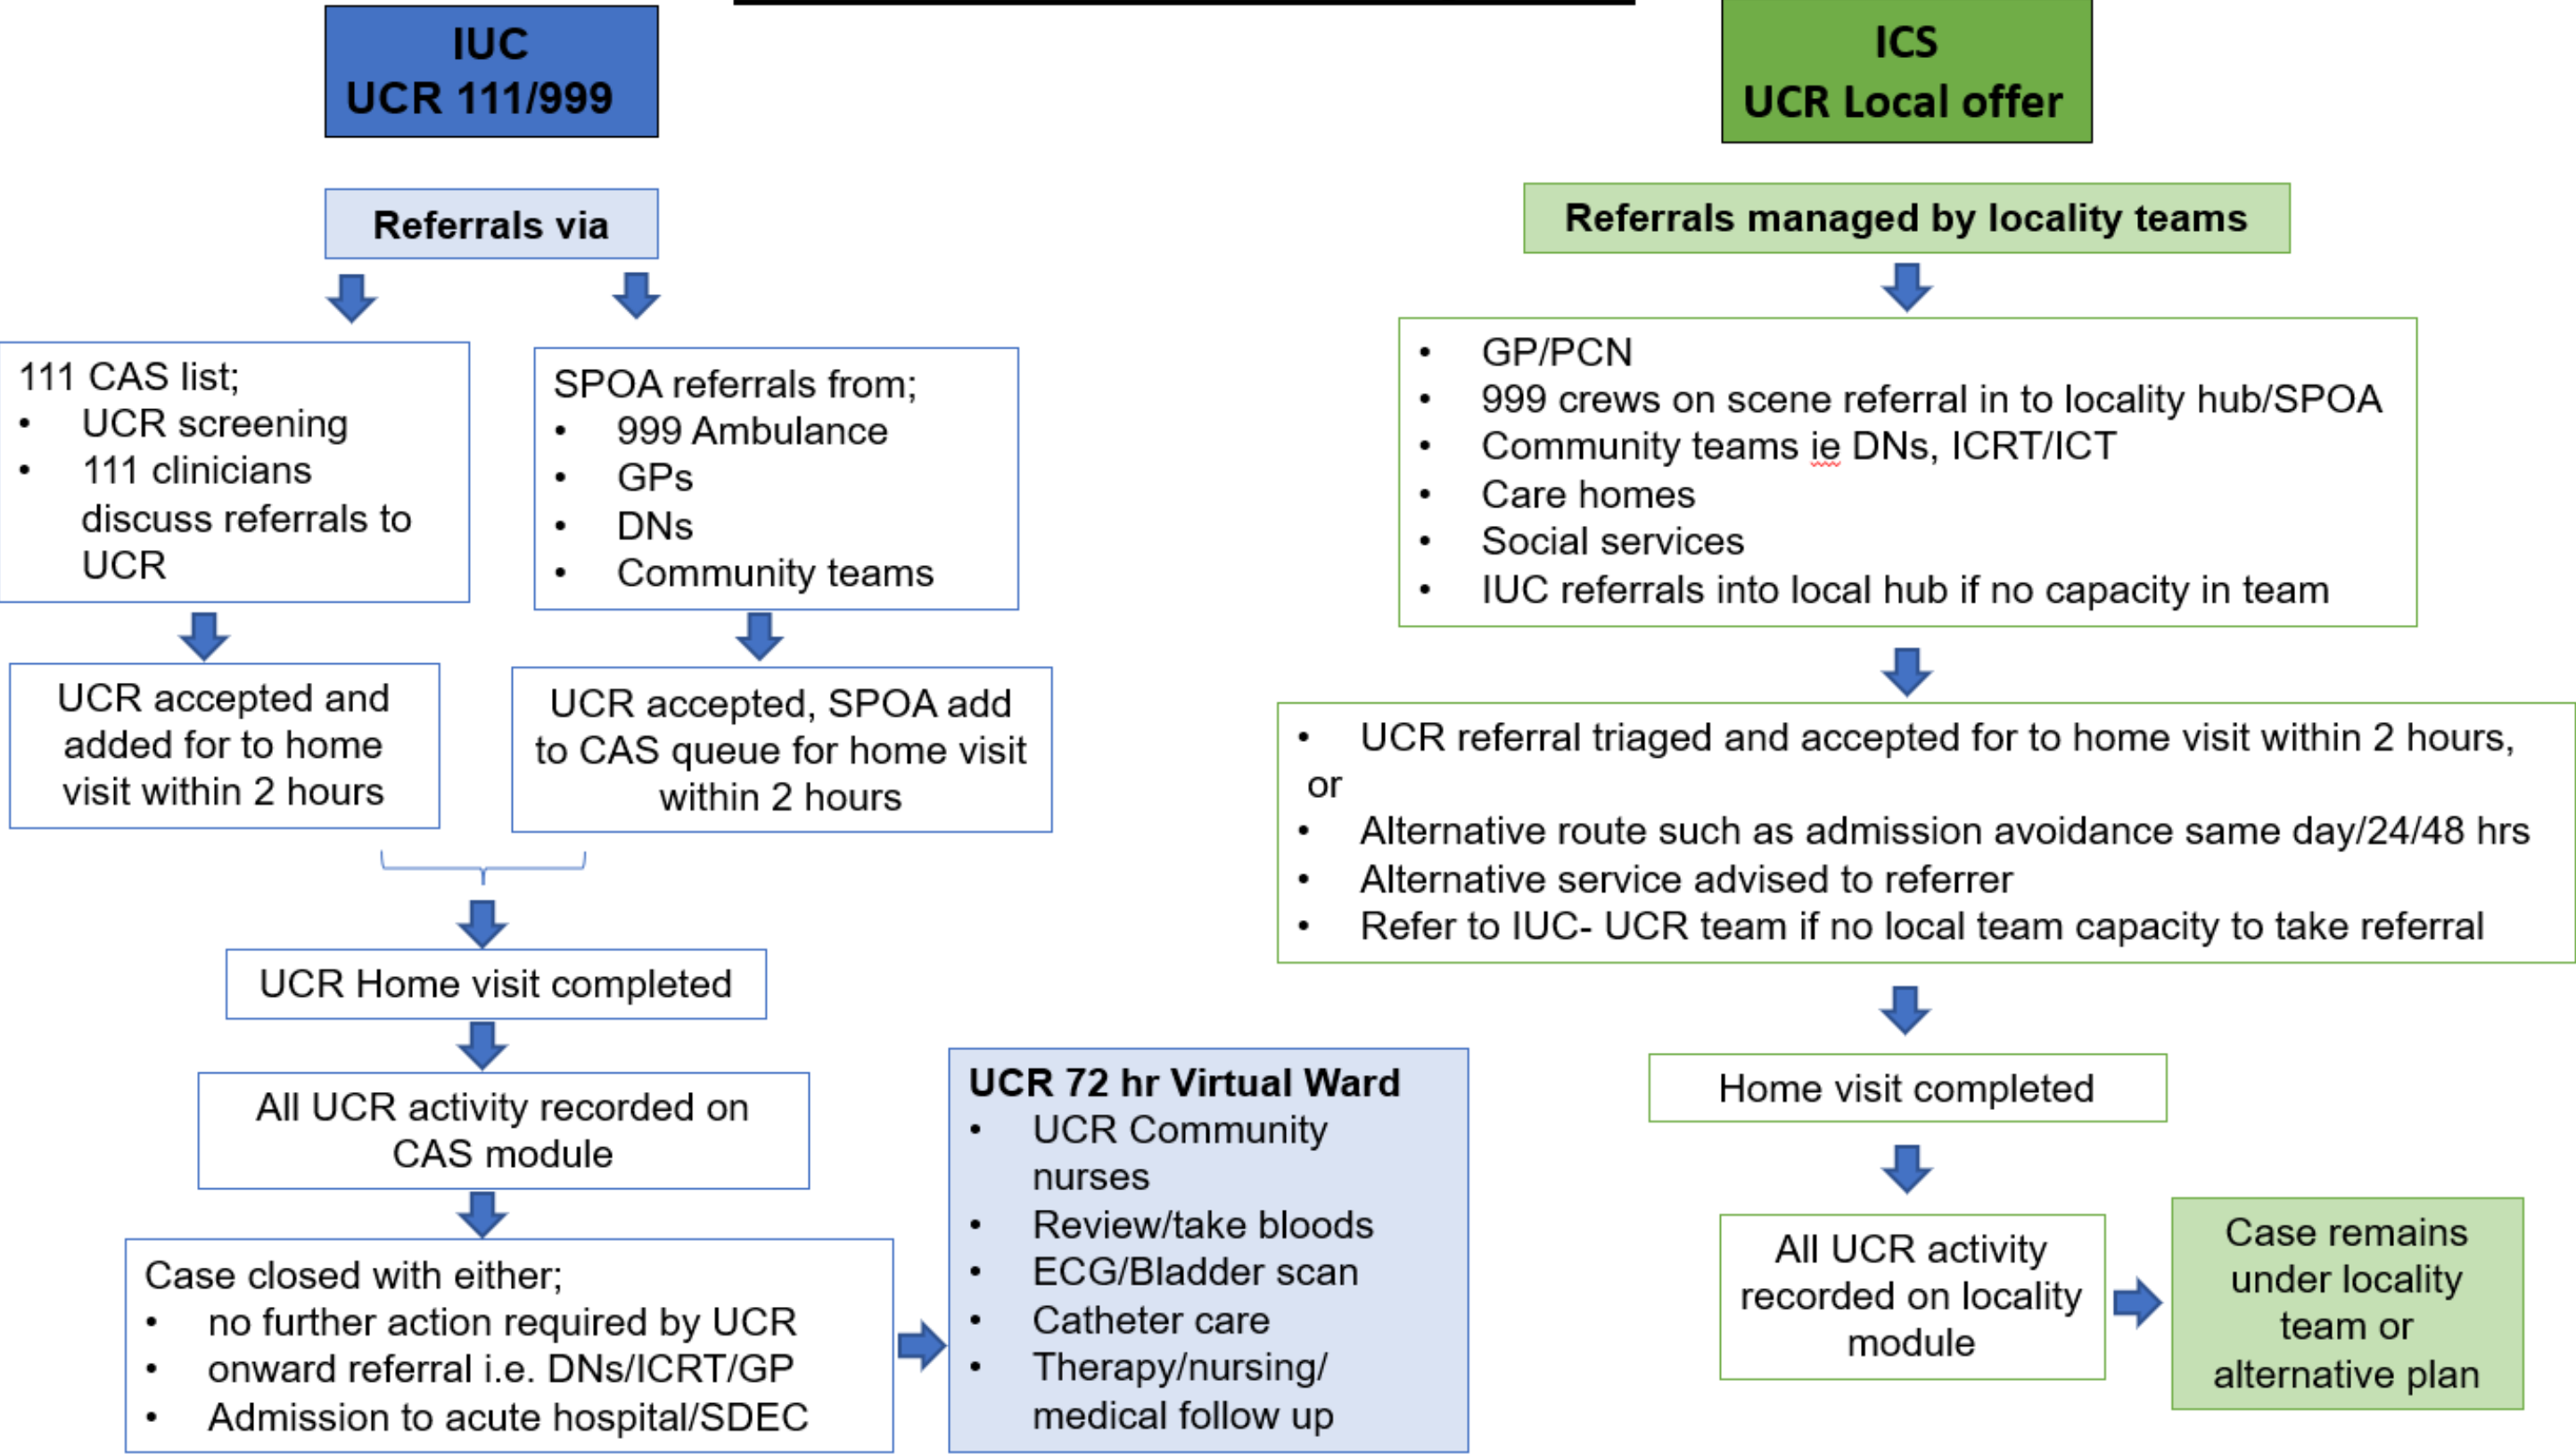 IUC
UCR 111/999
Referrals via
111 CAS list;
• UCR screening
• 111 clinicians
discuss referrals to
UCR
SPOA referrals from;
• 999 Ambulance
• GPs
• DNs
• Community teams
UCR accepted and
added for to home
visit within 2 hours
UCR accepted, SPOA add
to CAS queue for home visit
within 2 hours
UCR Home visit completed
All UCR activity recorded on
CAS module
Case closed with either;
• no further action required by UCR
• onward referral i.e. DNs/ICRT/GP
• Admission to acute hospital/SDEC
UCR 72 hr Virtual Ward
• UCR Community
nurses
• Review/take bloods
• ECG/Bladder scan
• Catheter care
• Therapy/nursing/
medical follow up
ICS
UCR Local offer
Referrals managed by locality teams
• GP/PCN
• 999 crews on scene referral in to locality hub/SPOA
• Community teams ie DNs, ICRT/ICT
• Care homes
• Social services
• IUC referrals into local hub if no capacity in team
• UCR referral triaged and accepted for to home visit within 2 hours,
or
• Alternative route such as admission avoidance same day/24/48 hrs
• Alternative service advised to referrer
• Refer to IUC- UCR team if no local team capacity to take referral
Home visit completed
All UCR activity
recorded on locality
module
Case remains
under locality
team or
alternative plan